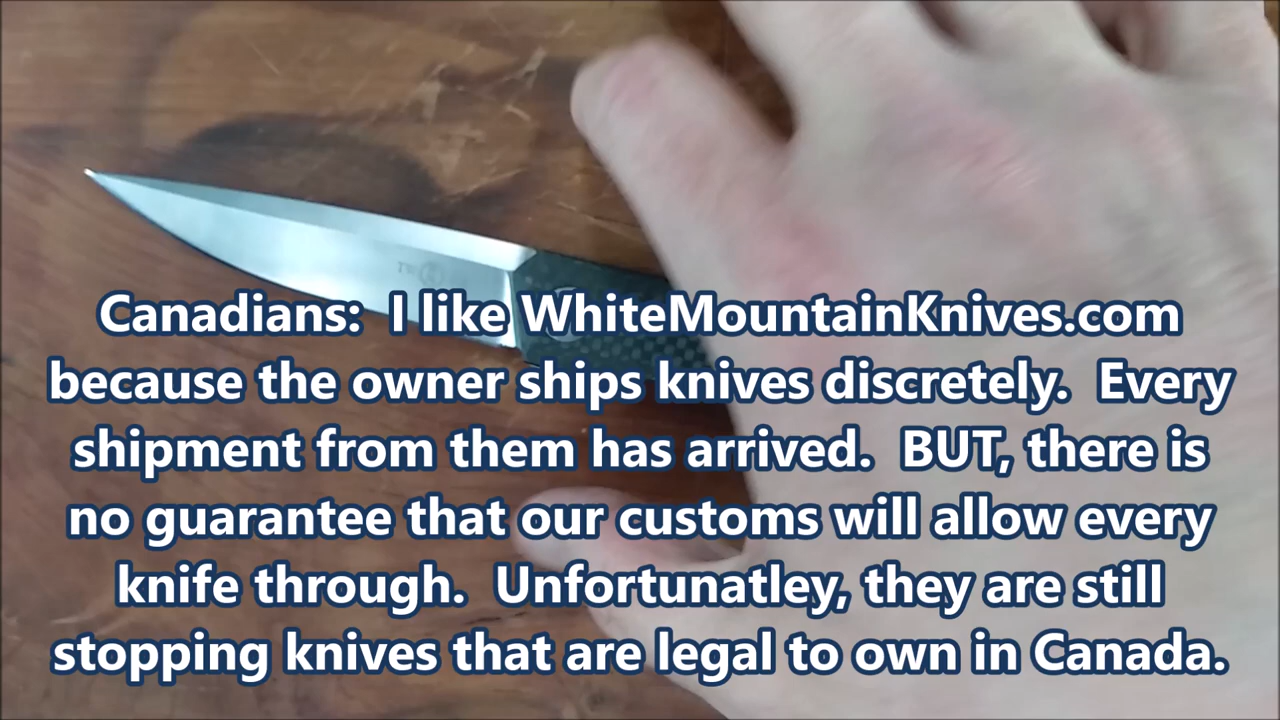 Canadians:  I like WhiteMountainKnives.com
because the owner ships knives discretely.  Every
shipment from them has arrived.  BUT, there is
no guarantee that our customs will allow every
knife through.  Unfortunatley, they are still
stopping knives that are legal to own in Canada.